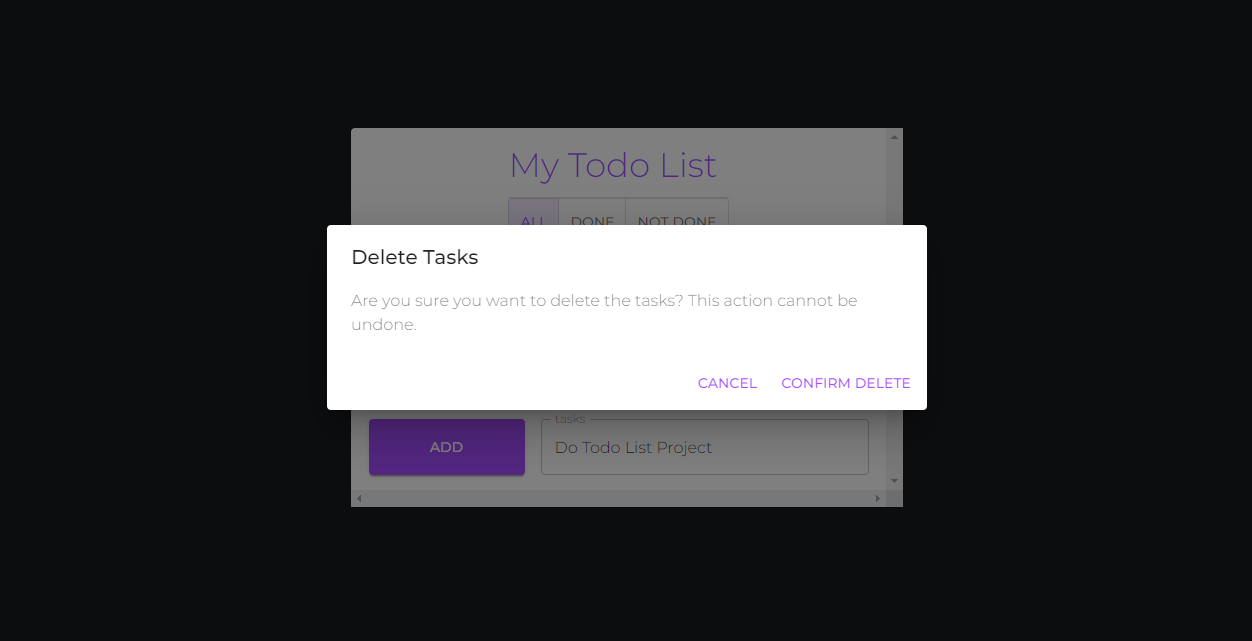 My Todo List
ALL DONE NOT DONE
Delete Tasks
Are you sure you want to delete the tasks? This action cannot be
undone.
CANCEL CONFIRM DELETE
ADD
tasks
Do Todo List Project